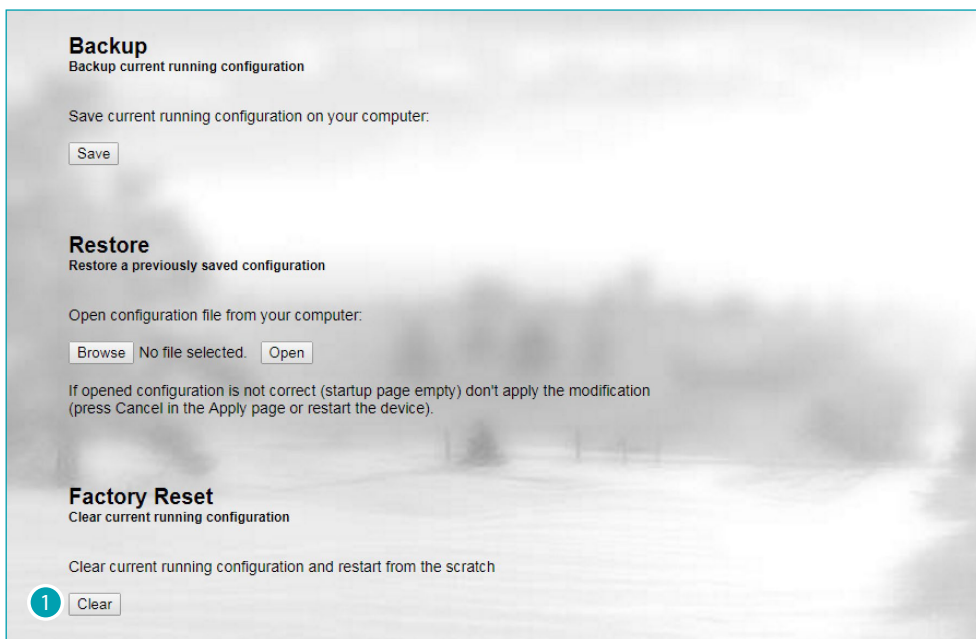 Backup
Backup current running configuration
Save current running configuration on your computer:
Save
Restore
Restore a previously saved configuration
Open configuration file from your computer:
Browse No file selected. Open
If opened configuration is not correct (startup page empty) don't apply the modification
(press Cancel in the Apply page or restart the device).
Factory Reset
Clear current running configuration
Clear current running configuration and restart from the scratch
1 Clear